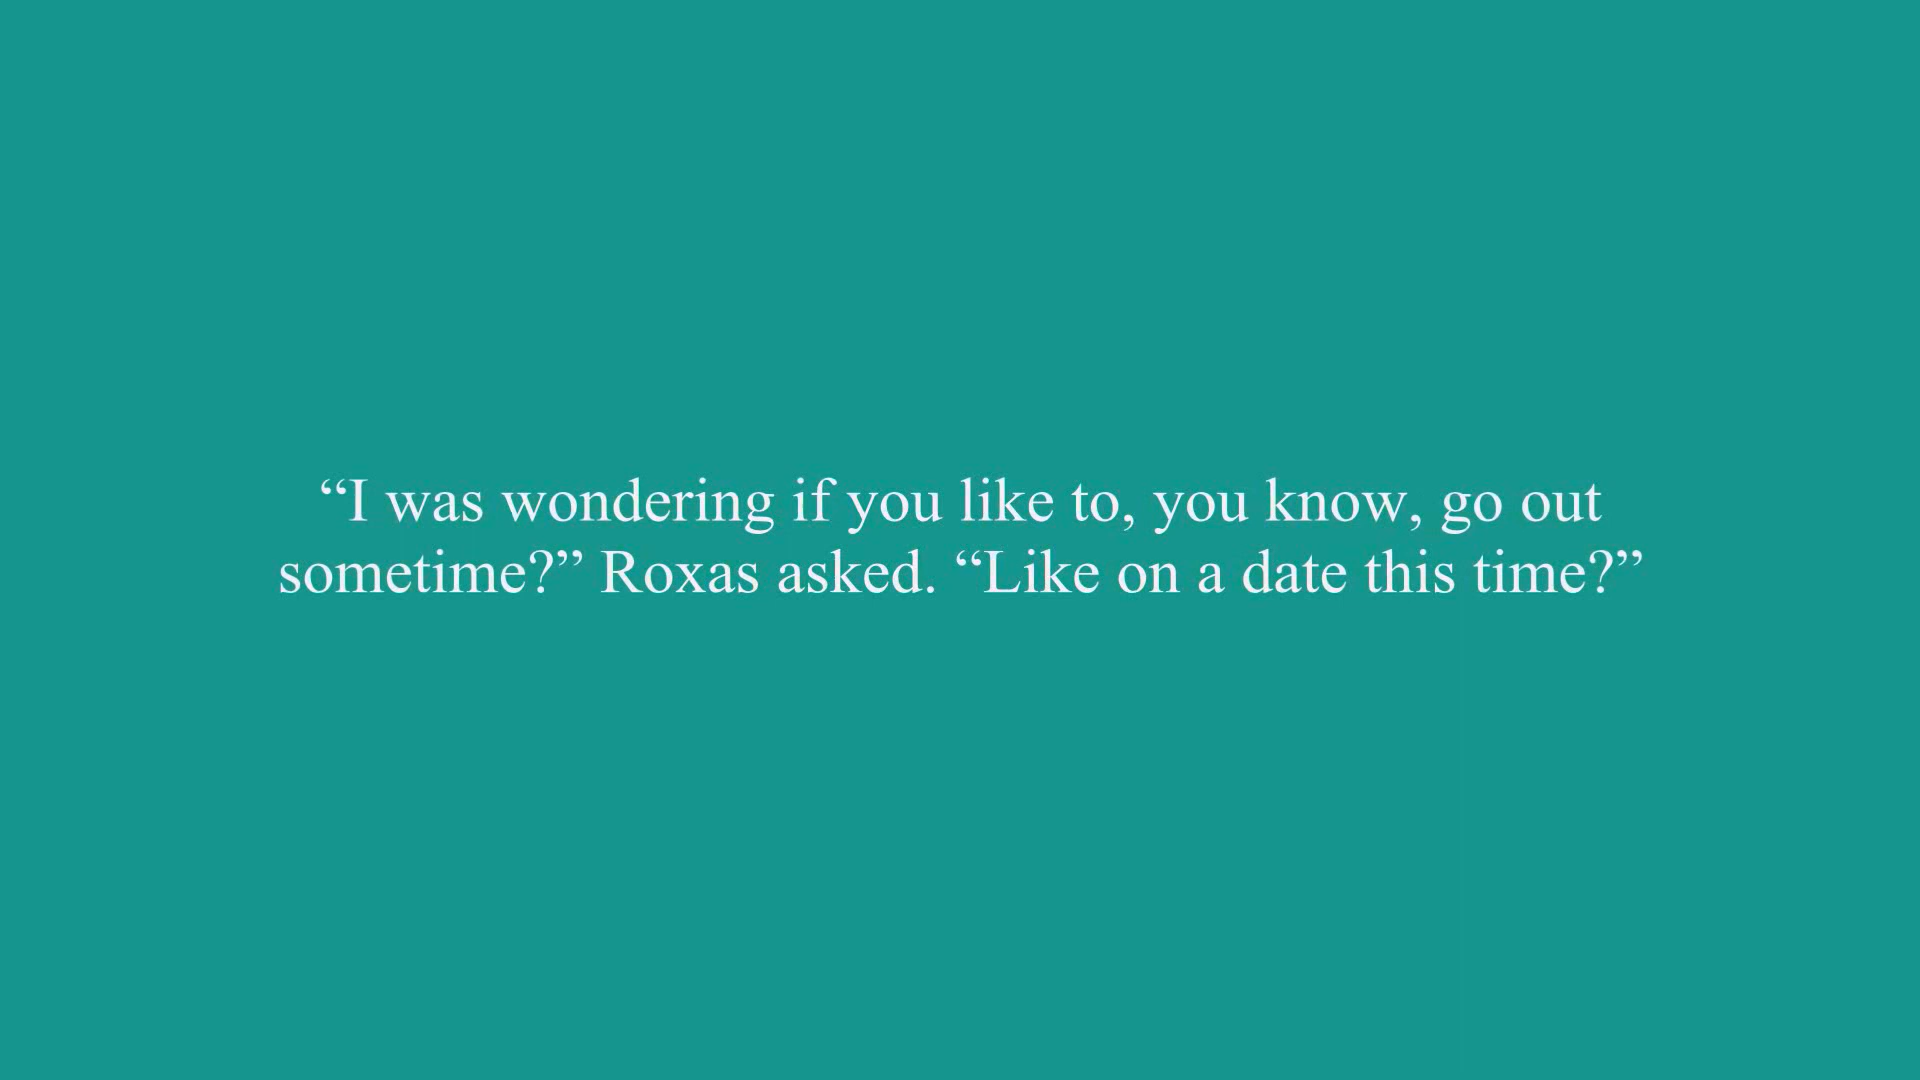 “I was wondering if you like to, you know, go out
sometime?” Roxas asked. “Like on a date this time?”